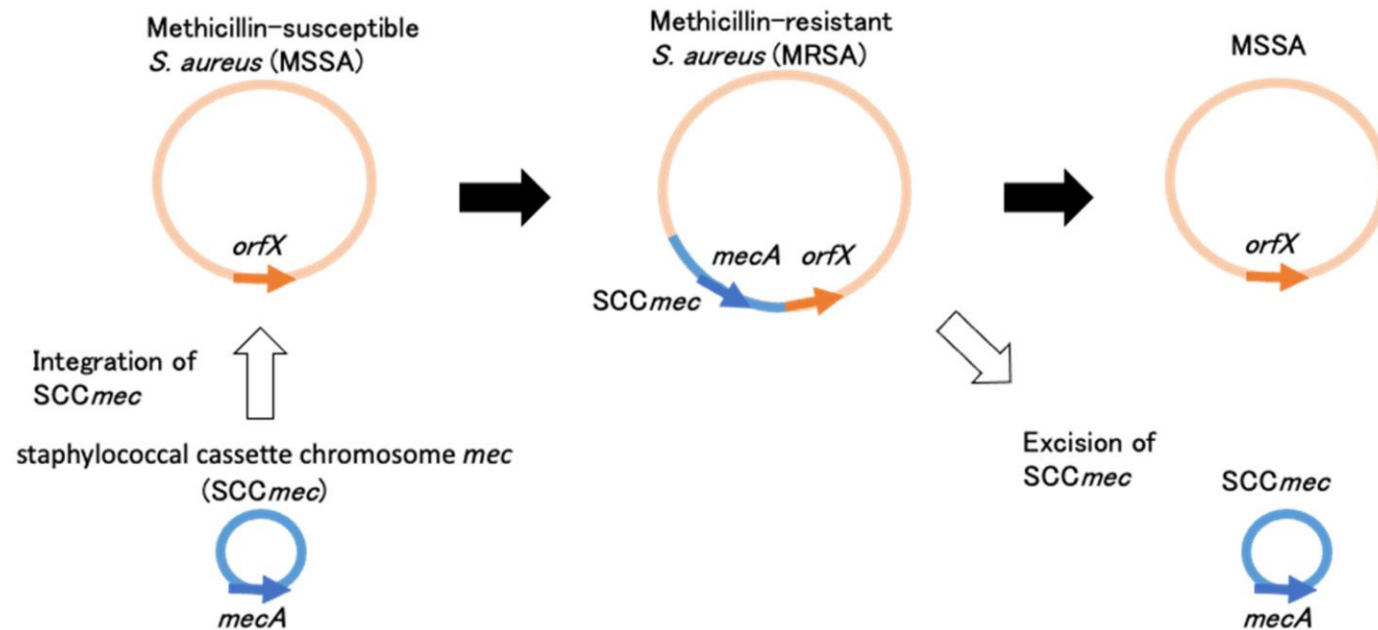 Methicillin-susceptible
S. aureus (MSSA)
orfX
Integration of
SCCmec
staphylococcal cassette chromosome mec
(SCCmec)
mecA
Methicillin-resistant
S. aureus (MRSA)
mecA orfX
SCCmec
MSSA
orfX
Excision of
SCCmec
SCCmec
mecA